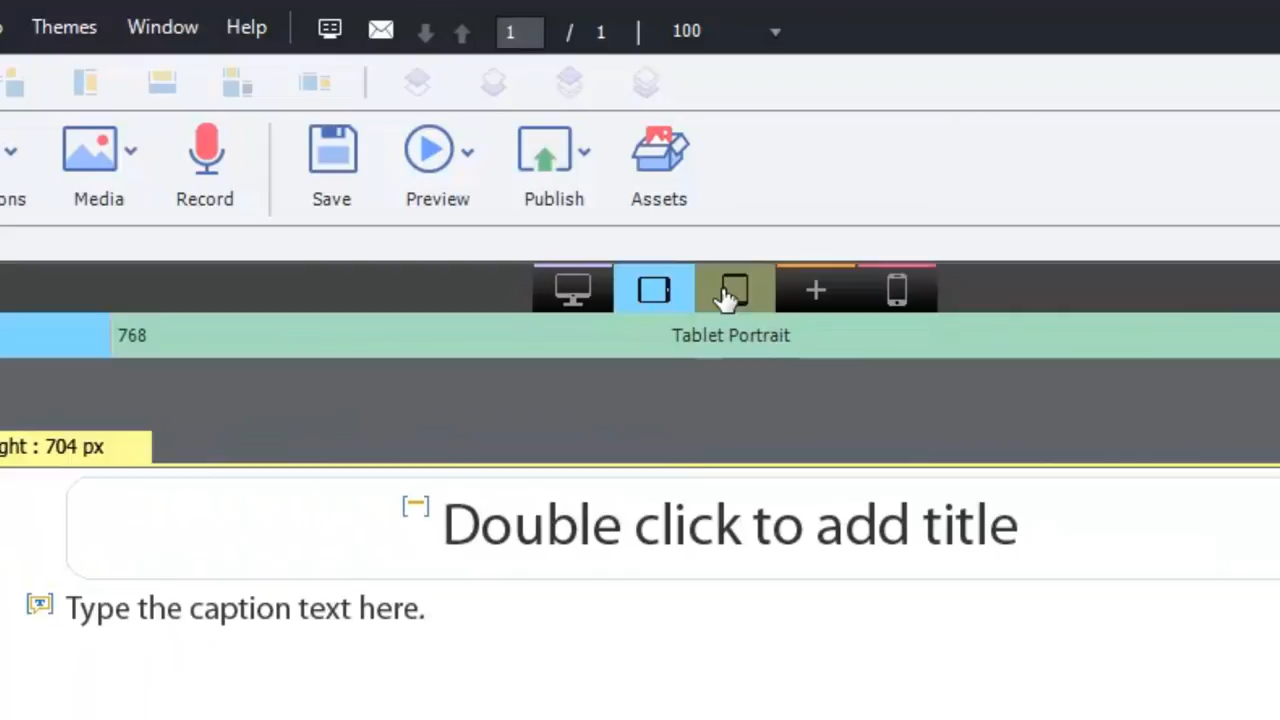 Themes Window Help 1 / 1 | 100
ons Media Record Save Preview Publish Assets
768 Tablet Portrait
ght : 704 px
Double click to add title
Type the caption text here.